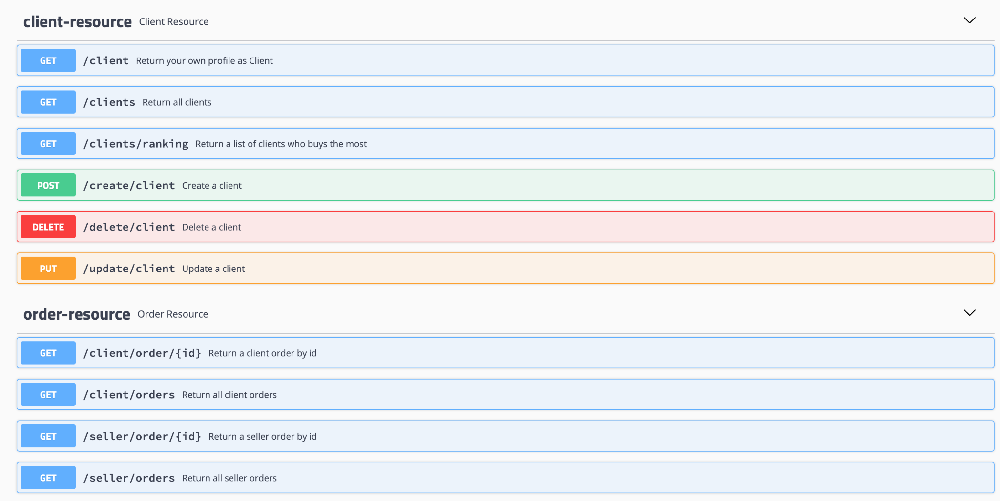 client-resource Client Resource
GET /client Return your own profile as Client
GET /clients Return all clients
GET /clients/ranking Return a list of clients who buys the most
POST /create/client Create a client
DELETE /delete/client Delete a client
PUT /update/client Update a client
order-resource Order Resource
GET /client/order/{id} Return a client order by id
GET /client/orders Return all client orders
GET /seller/order/{id} Return a seller order by id
GET /seller/orders Return all seller orders